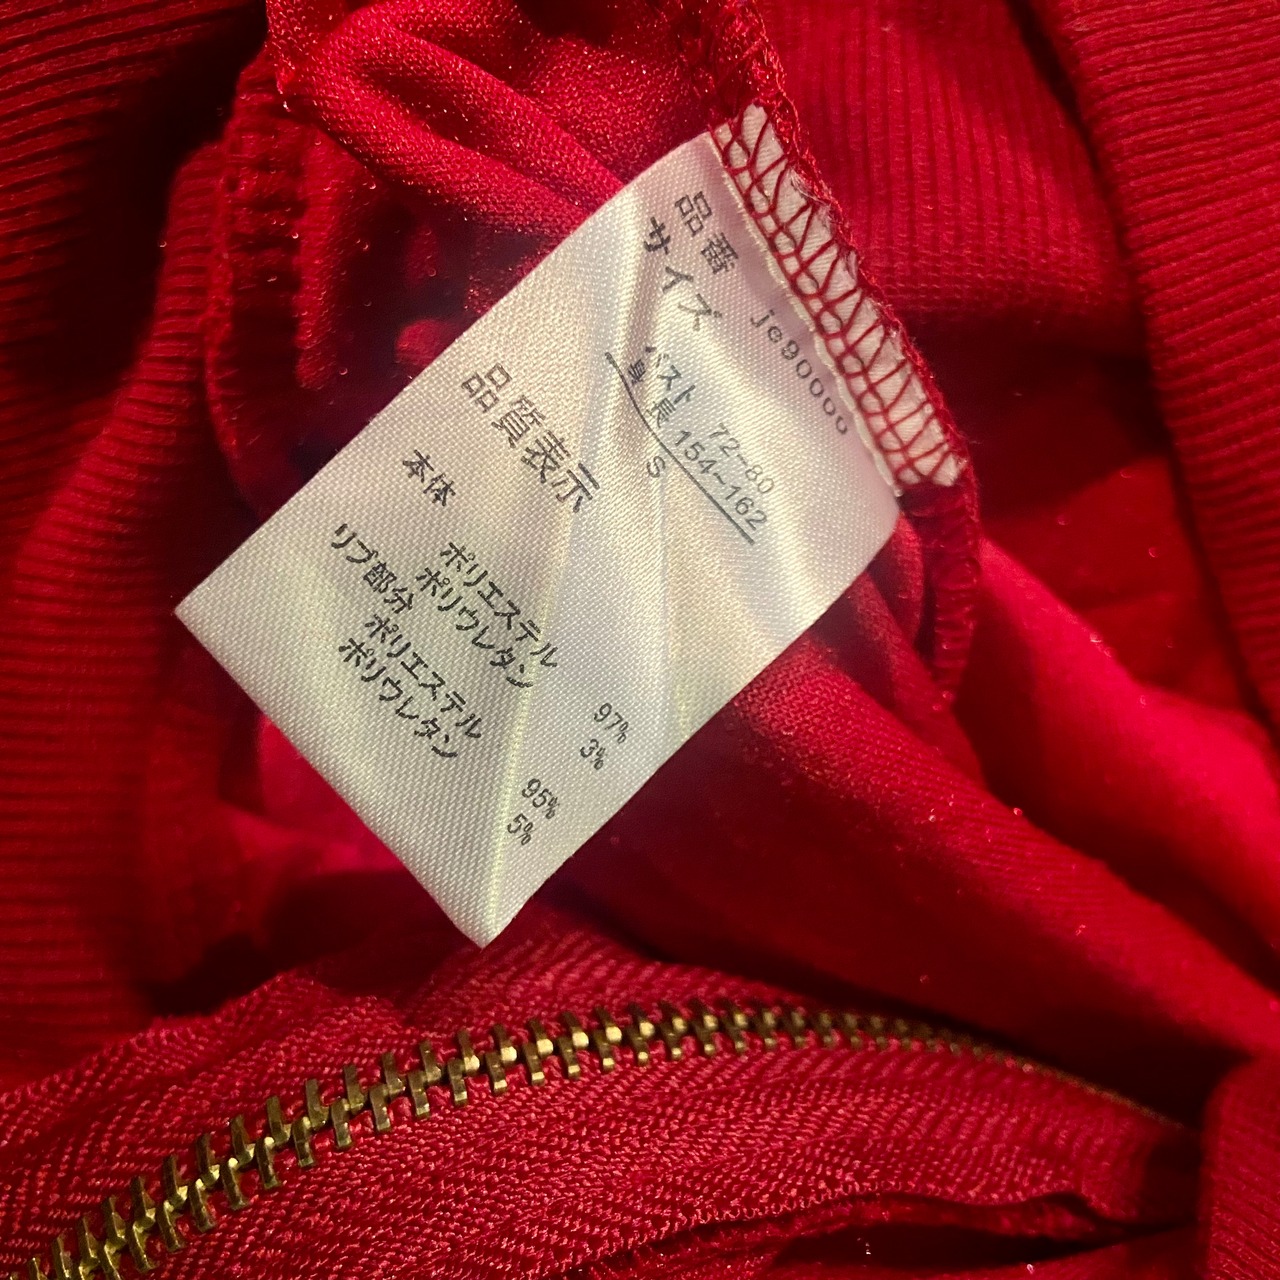 品番 je90000
サイズ
バスト 72~80
身長 154~162
S
品質表示
本体
ポリエステル 97%
ポリウレタン 3%
リブ部分
ポリエステル 95%
ポリウレタン 5%